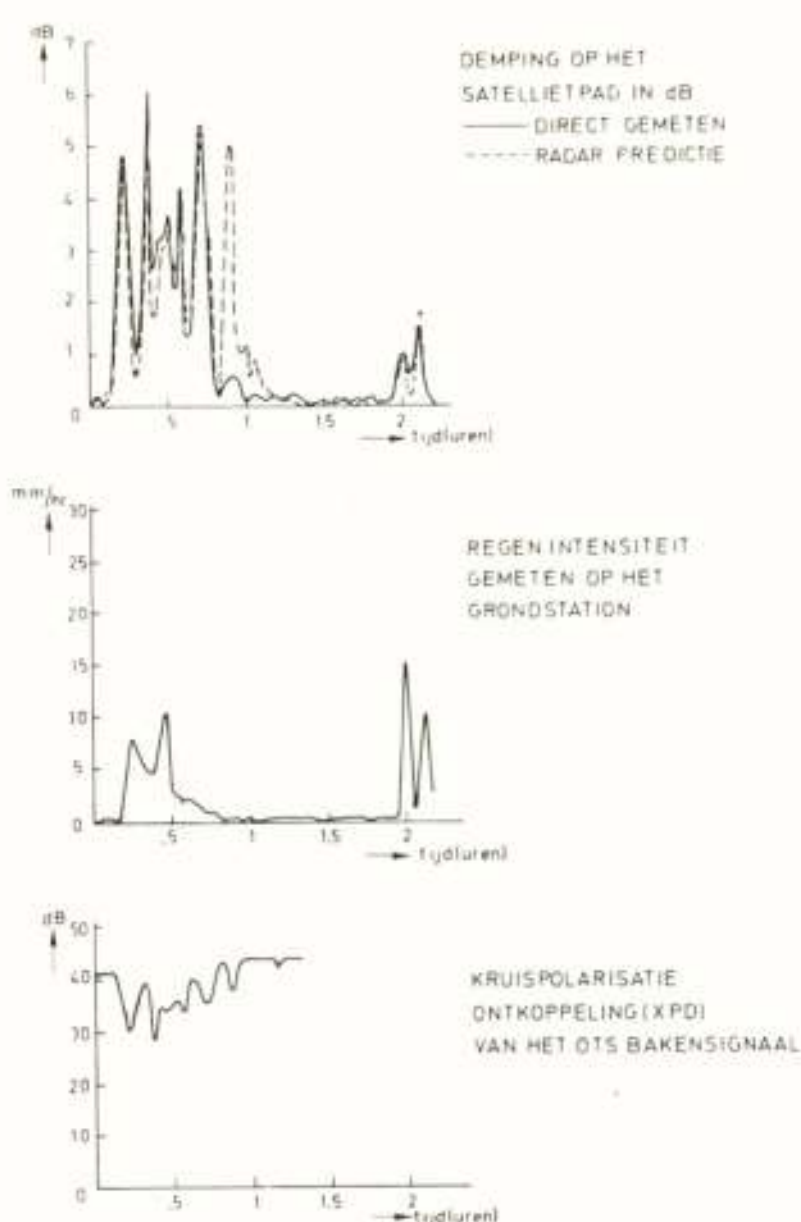 dB
7
6
5
4
3
2
1
0
.5
1
1.5
2
tijd(uren)
DEMPING OP HET
SATELLIETPAD IN dB
DIRECT GEMETEN
RADAR PREDICTIE
30
25
20
15
10
5
0
.5
1
1.5
2
tijd(uren)
REGEN INTENSITEIT
GEMETEN OP HET
GRONDSTATION
dB
50
40
30
20
10
0
.5
1
1.5
2
tijd(uren)
KRUISPOLARISATIE
ONTKOPPELING (XPD)
VAN HET OTS BAKENSIGNAAL